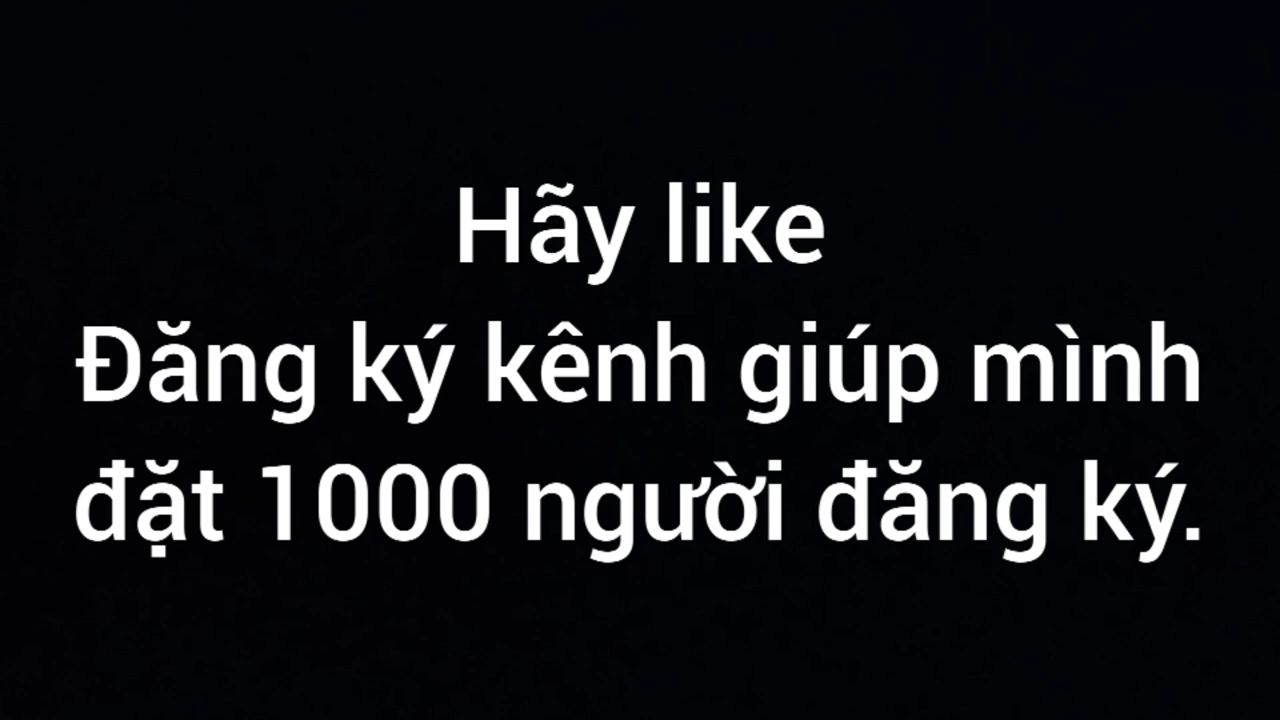 Hãy like
Đăng ký kênh giúp mình
đặt 1000 người đăng ký.